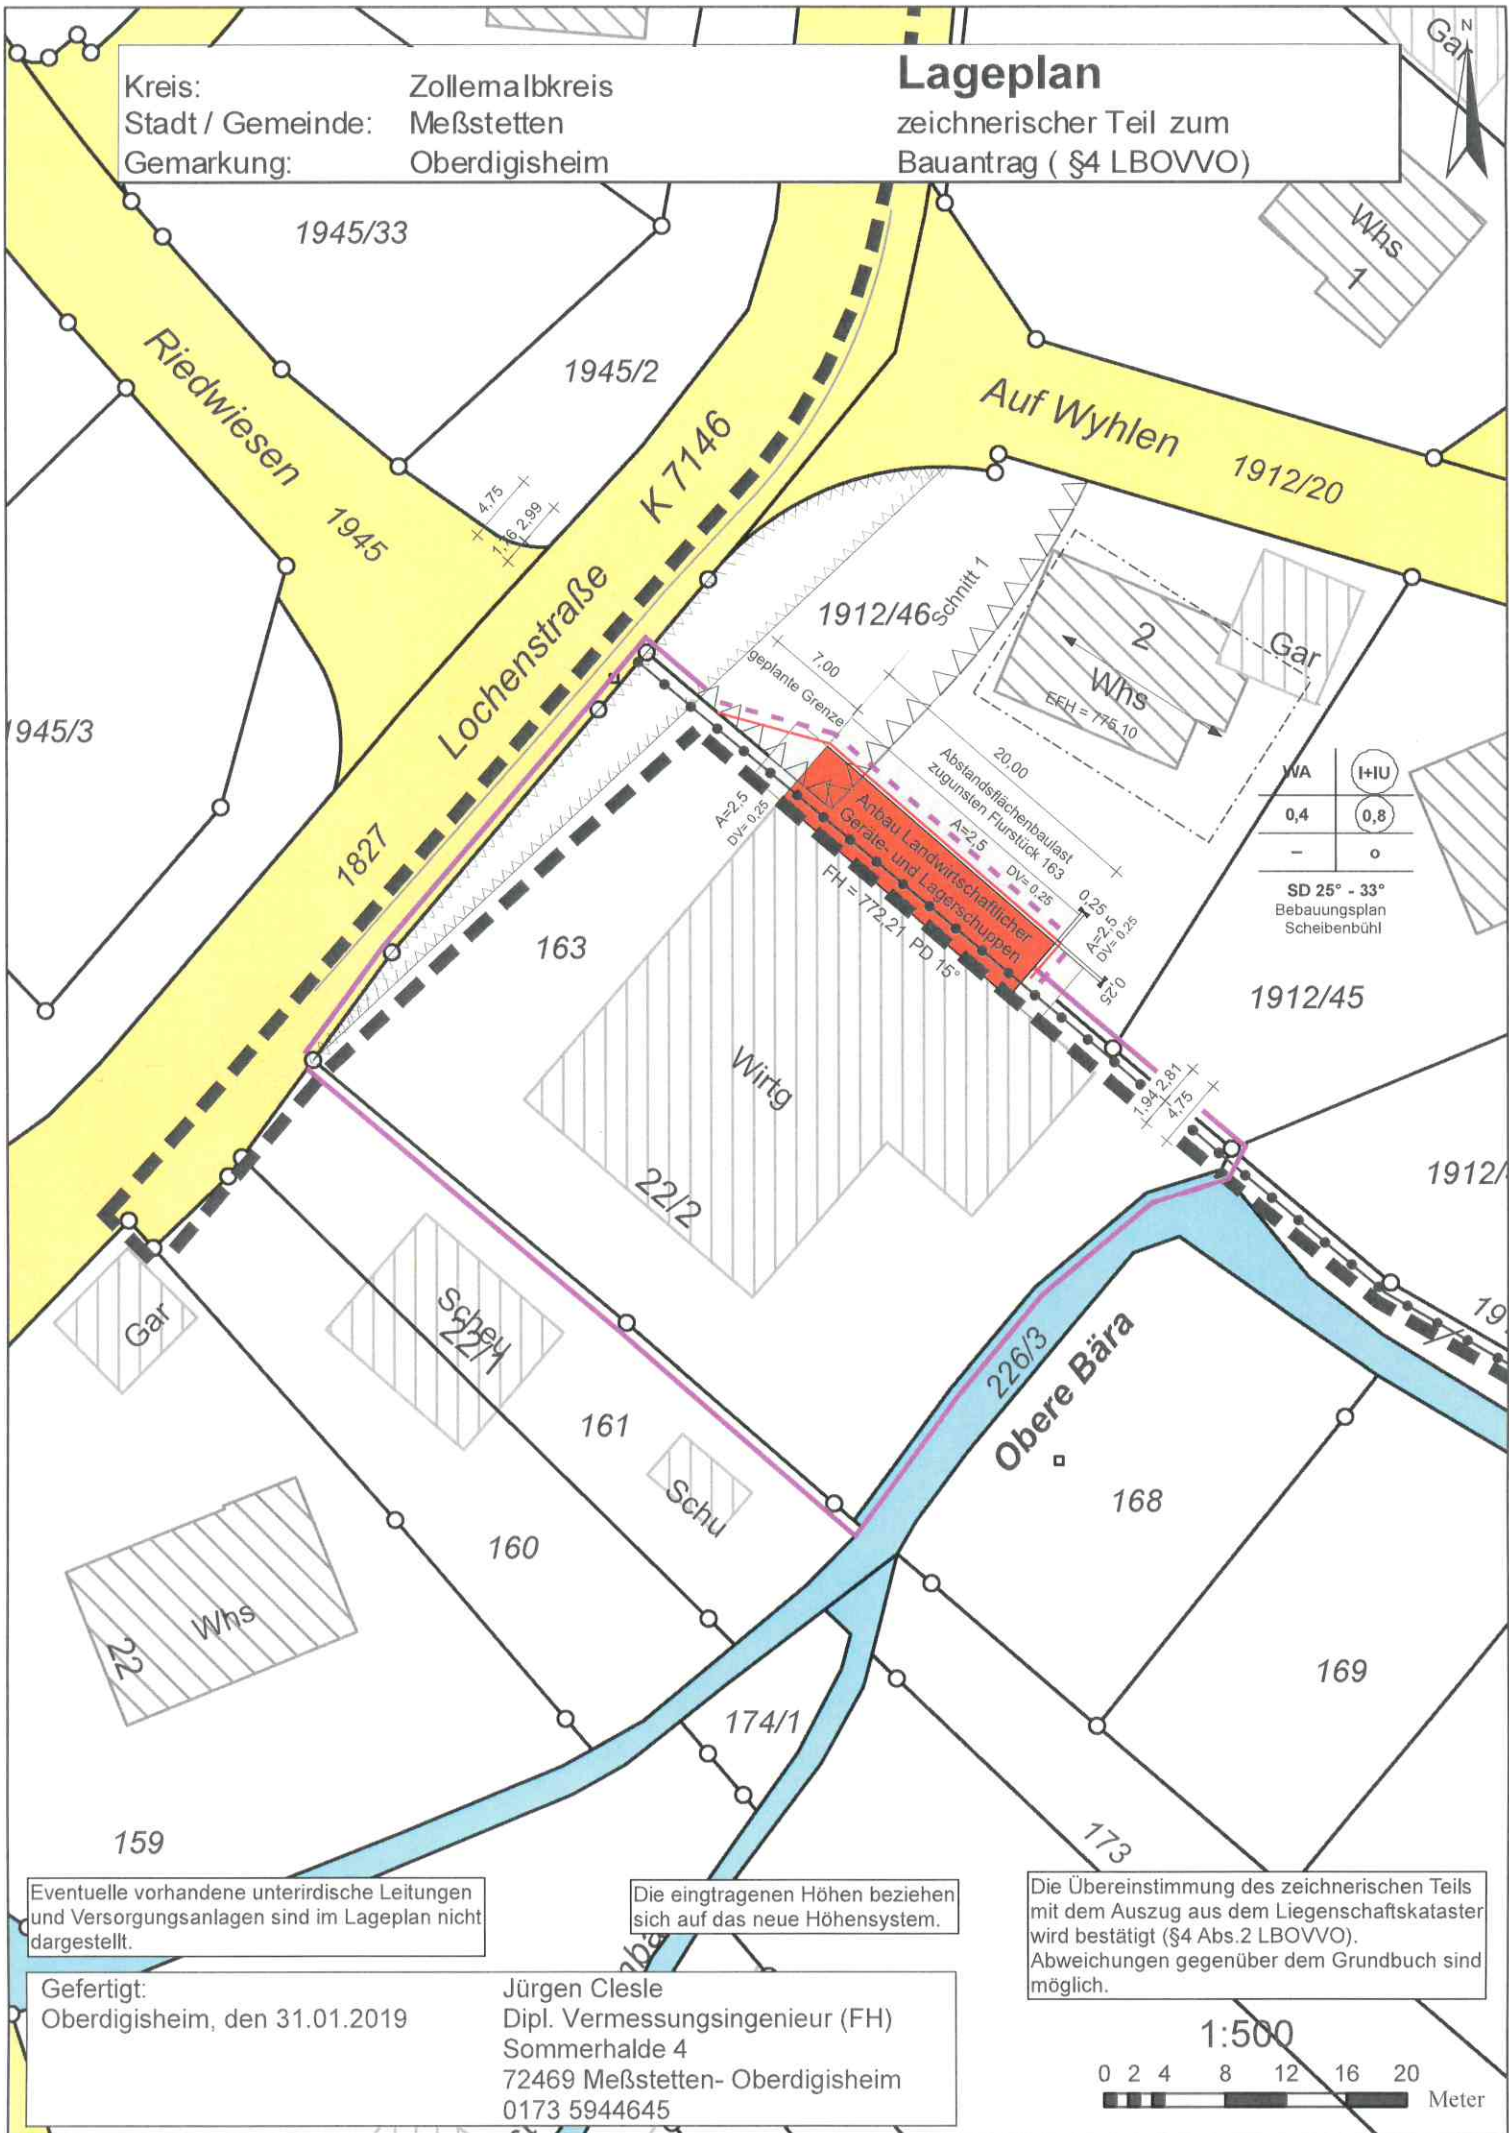 Kreis: Zollernalbkreis
Stadt / Gemeinde: Meßstetten
Gemarkung: Oberdigisheim
Lageplan
zeichnerischer Teil zum
Bauantrag ( §4 LBOVVO)
Gar
N
Whs
1
1945/33
1945/2
Riedwiesen
1945
K 7146
Auf Wyhlen
1912/20
4,75
2,99
Lochenstraße
1912/46
Schnitt 1
7,00
geplante Grenze
2
Whs
EFH = 775,10
Gar
1945/3
20,00
Abstandsflächenbaulast
zugunsten Flurstück 163
A=2,5
DV= 0,25
WA
I+IU
0,4
0,8
–
o
SD 25° - 33°
Bebauungsplan
Scheibenbühl
A=2,5
DV= 0,25
Anbau Landwirtschaftlicher
Geräte- und Lagerschuppen
FH = 772,21 PD 15°
0,25
A=2,5
DV= 0,25
0,25
1827
163
1912/45
Wirtg
1,94 2,81
4,75
1912/
22/2
Gar
Scheu
22/1
226/3
Obere Bära
19
161
Schu
168
160
Whs
22
169
174/1
159
173
Eventuelle vorhandene unterirdische Leitungen
und Versorgungsanlagen sind im Lageplan nicht
dargestellt.
Die eingtragenen Höhen beziehen
sich auf das neue Höhensystem.
Die Übereinstimmung des zeichnerischen Teils
mit dem Auszug aus dem Liegenschaftskataster
wird bestätigt (§4 Abs.2 LBOVVO).
Abweichungen gegenüber dem Grundbuch sind
möglich.
Gefertigt:
Oberdigisheim, den 31.01.2019
Jürgen Clesle
Dipl. Vermessungsingenieur (FH)
Sommerhalde 4
72469 Meßstetten- Oberdigisheim
0173 5944645
1:500
0 2 4 8 12 16 20
Meter